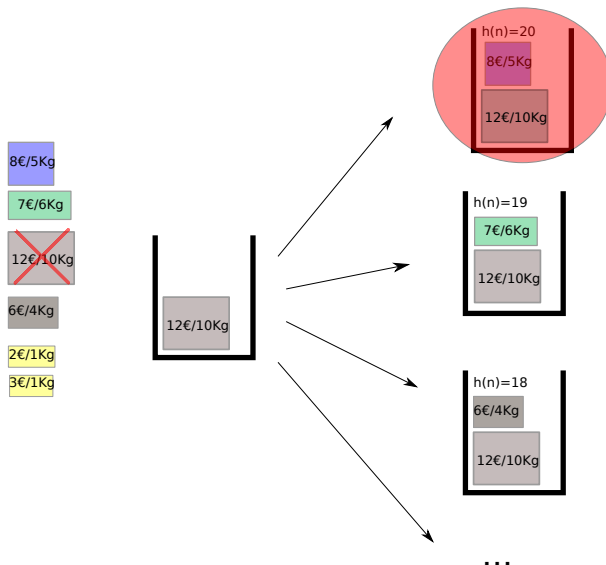 8€/5Kg
7€/6Kg
12€/10Kg
6€/4Kg
2€/1Kg
3€/1Kg
12€/10Kg
h(n)=20
8€/5Kg
12€/10Kg
h(n)=19
7€/6Kg
12€/10Kg
h(n)=18
6€/4Kg
12€/10Kg
...